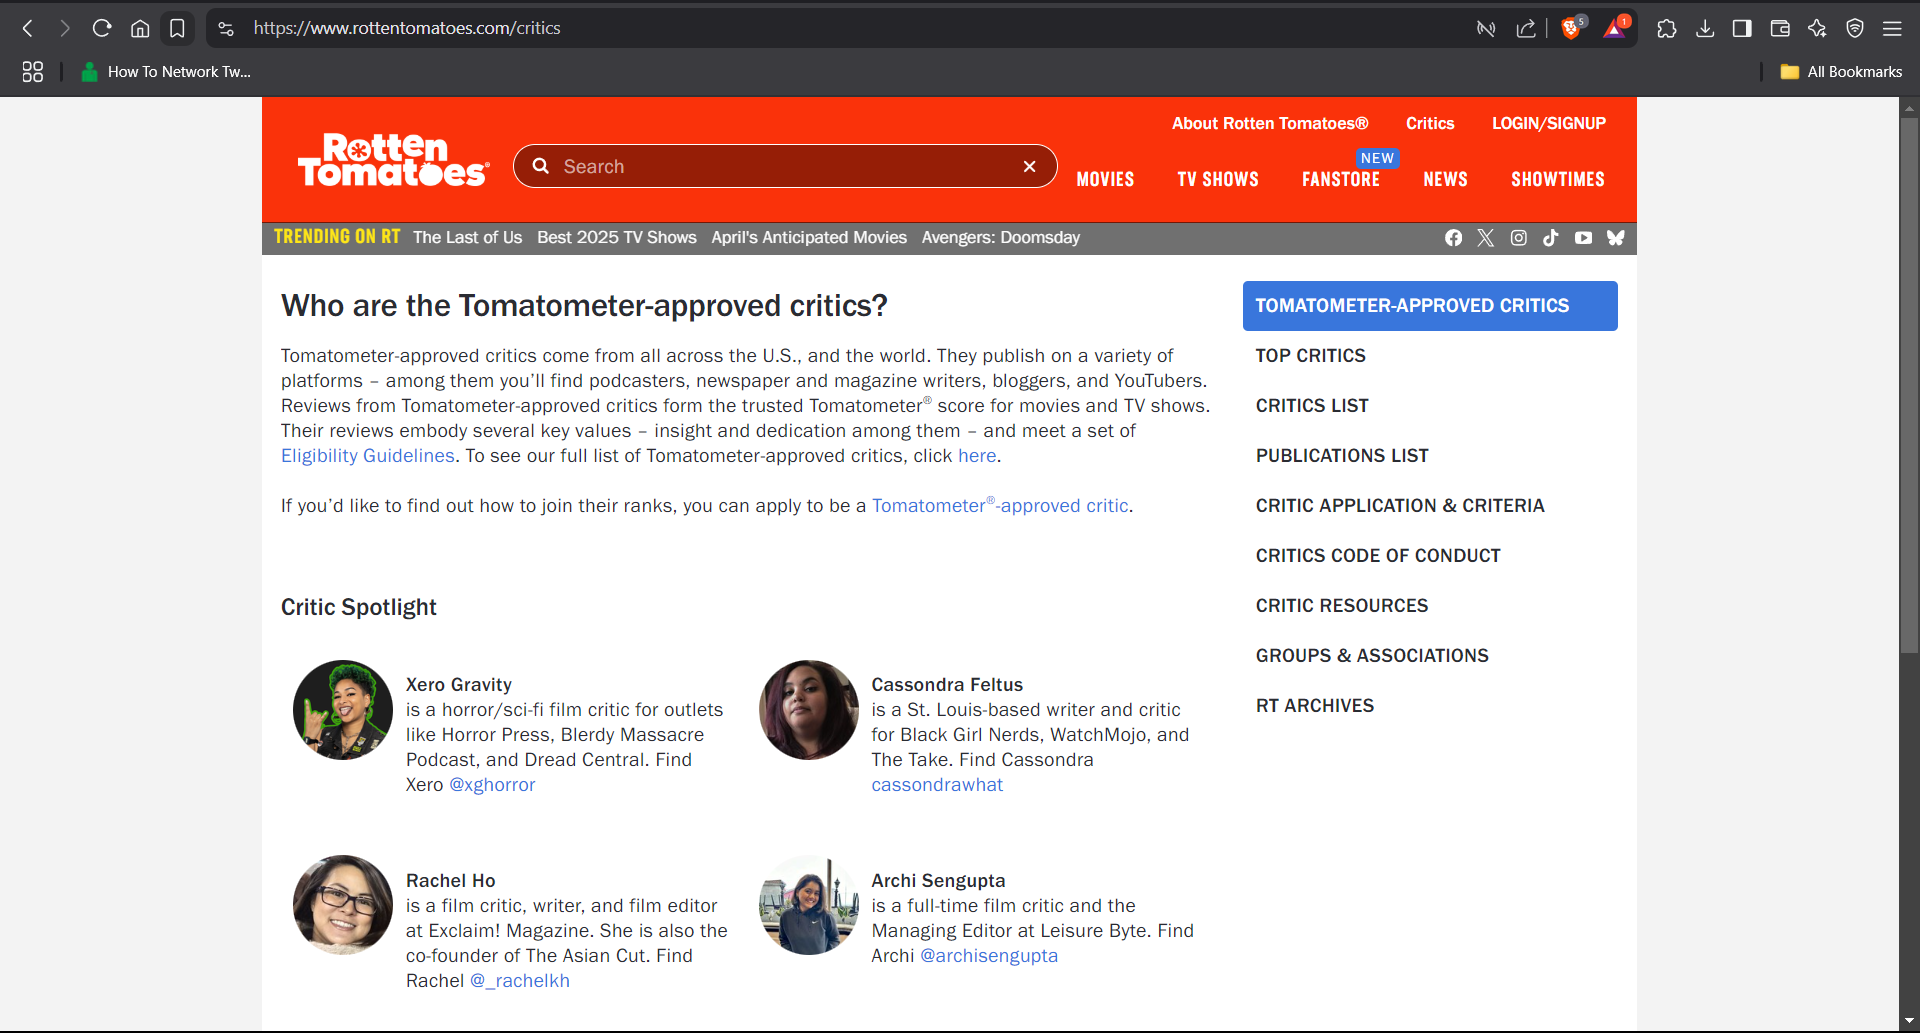 https://www.rottentomatoes.com/critics
5
1
How To Network Tw...
All Bookmarks
About Rotten Tomatoes®
Critics
LOGIN/SIGNUP
Rotten
Tomatoes®
Search
MOVIES
TV SHOWS
NEW
FANSTORE
NEWS
SHOWTIMES
TRENDING ON RT
The Last of Us
Best 2025 TV Shows
April's Anticipated Movies
Avengers: Doomsday
Who are the Tomatometer-approved critics?
Tomatometer-approved critics come from all across the U.S., and the world. They publish on a variety of
platforms – among them you’ll find podcasters, newspaper and magazine writers, bloggers, and YouTubers.
Reviews from Tomatometer-approved critics form the trusted Tomatometer® score for movies and TV shows.
Their reviews embody several key values – insight and dedication among them – and meet a set of
Eligibility Guidelines. To see our full list of Tomatometer-approved critics, click here.
If you’d like to find out how to join their ranks, you can apply to be a Tomatometer®-approved critic.
Critic Spotlight
Xero Gravity
is a horror/sci-fi film critic for outlets
like Horror Press, Blerdy Massacre
Podcast, and Dread Central. Find
Xero @xghorror
Cassondra Feltus
is a St. Louis-based writer and critic
for Black Girl Nerds, WatchMojo, and
The Take. Find Cassondra
cassondrawhat
Rachel Ho
is a film critic, writer, and film editor
at Exclaim! Magazine. She is also the
co-founder of The Asian Cut. Find
Rachel @_rachelkh
Archi Sengupta
is a full-time film critic and the
Managing Editor at Leisure Byte. Find
Archi @archisengupta
TOMATOMETER-APPROVED CRITICS
TOP CRITICS
CRITICS LIST
PUBLICATIONS LIST
CRITIC APPLICATION & CRITERIA
CRITICS CODE OF CONDUCT
CRITIC RESOURCES
GROUPS & ASSOCIATIONS
RT ARCHIVES